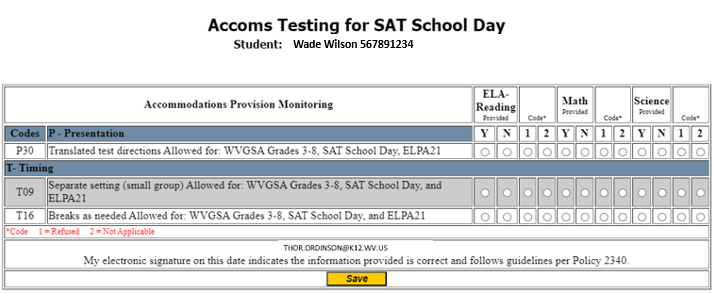 Accoms Testing for SAT School Day
Student: Wade Wilson 567891234
Accommodations Provision Monitoring ELA-Reading Provided Code* Math Provided Code* Science Provided Code*
Codes P - Presentation Y N 1 2 Y N 1 2 Y N 1 2
P30 Translated test directions Allowed for: WVGSA Grades 3-8, SAT School Day, ELPA21
T- Timing
T09 Separate setting (small group) Allowed for: WVGSA Grades 3-8, SAT School Day, and
ELPA21
T16 Breaks as needed Allowed for: WVGSA Grades 3-8, SAT School Day, and ELPA21
*Code 1 = Refused 2 = Not Applicable
THOR.ORDINSON@K12.WV.US
My electronic signature on this date indicates the information provided is correct and follows guidelines per Policy 2340.
Save